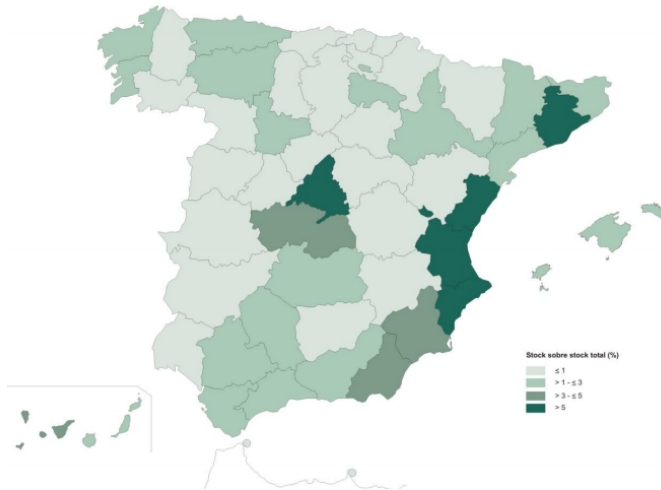 Stock sobre stock total (%)
≤ 1
> 1 - ≤ 3
> 3 - ≤ 5
> 5